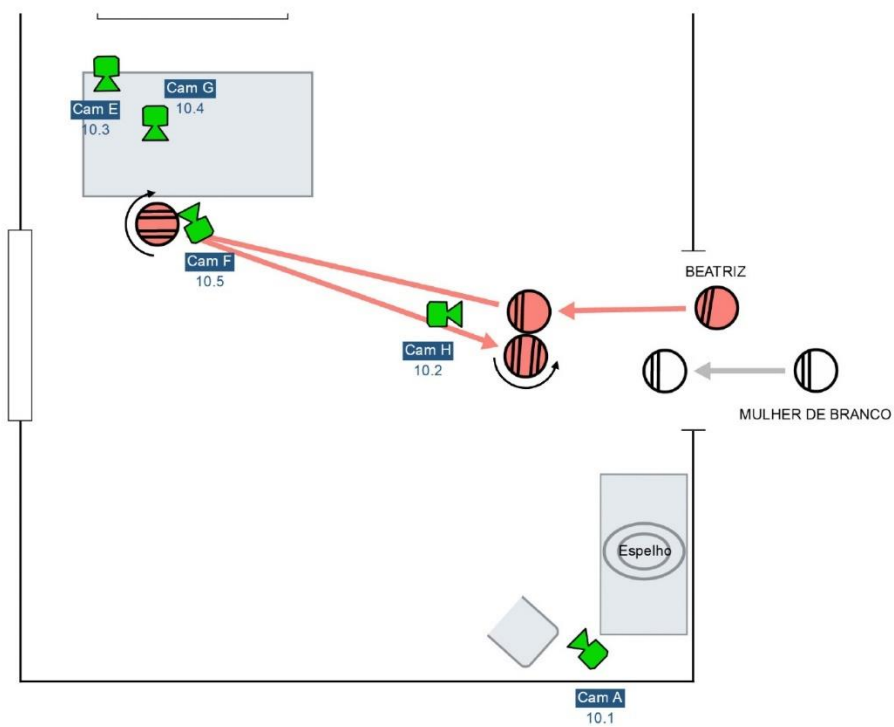 Cam G
10.4
Cam E
10.3
Cam F
10.5
BEATRIZ
Cam H
10.2
MULHER DE BRANCO
Espelho
Cam A
10.1